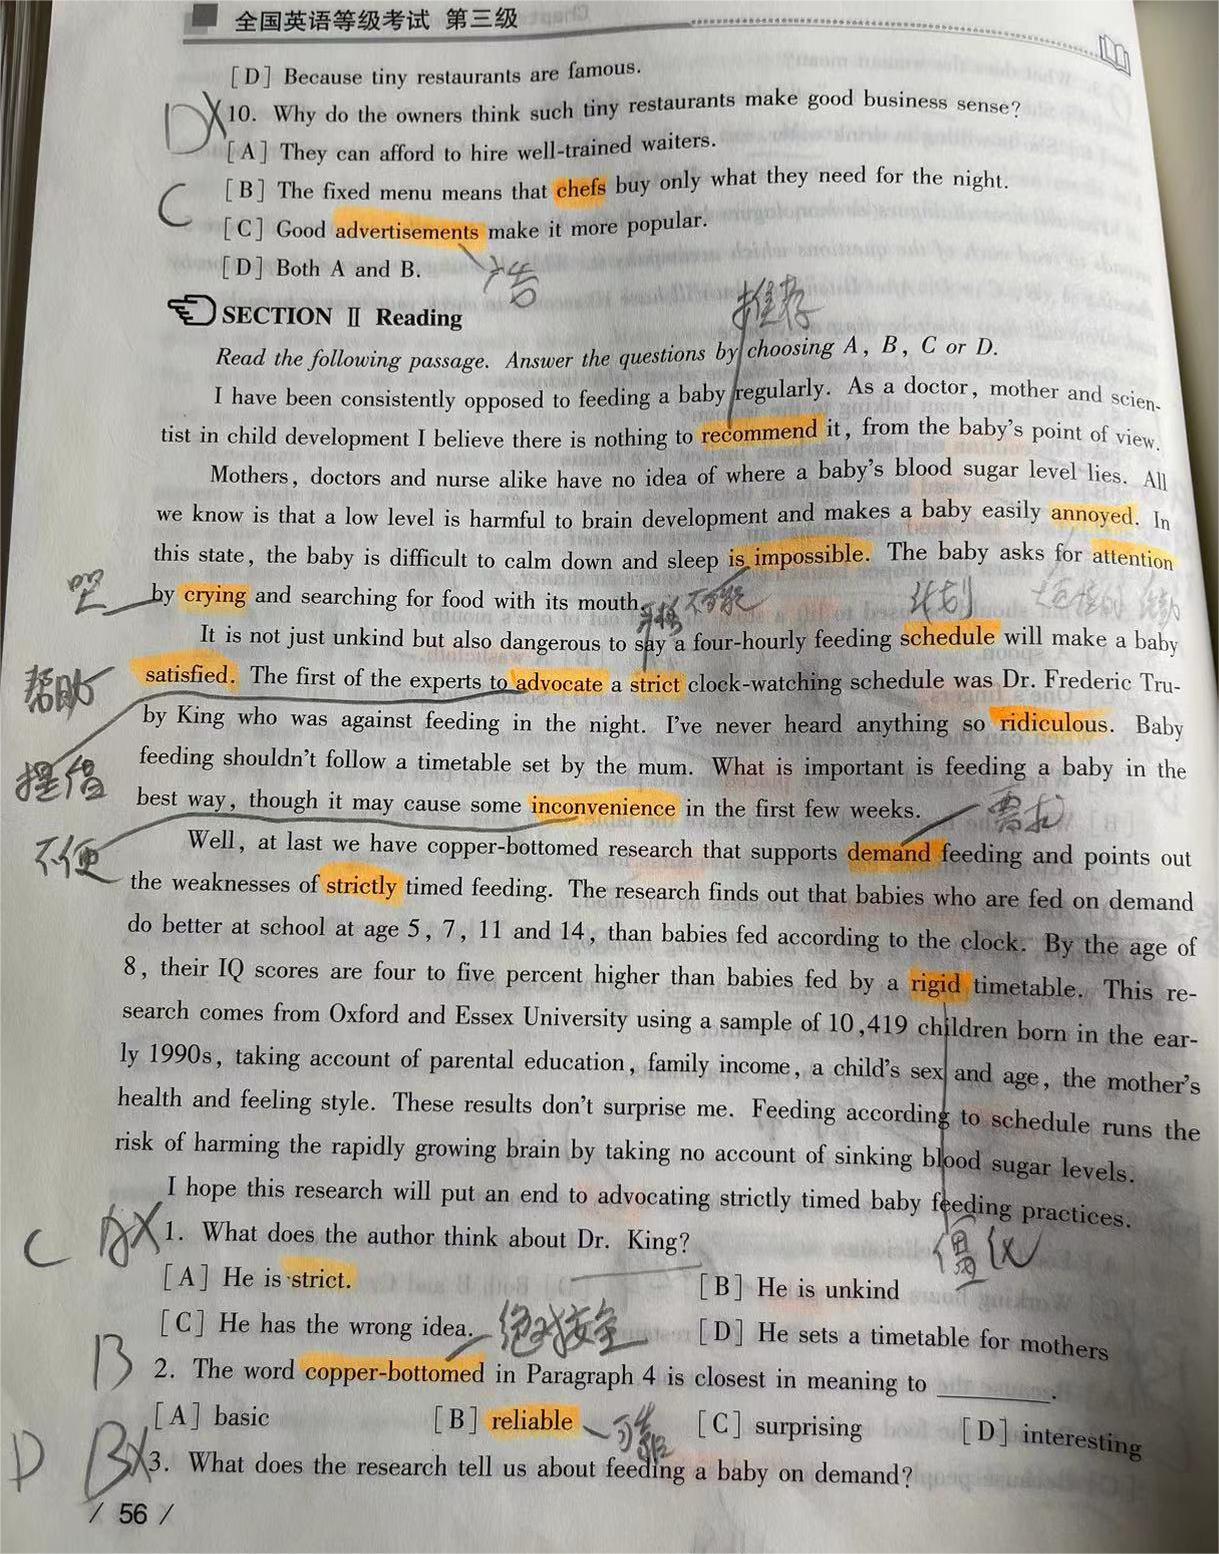 全国英语等级考试 第三级
[D] Because tiny restaurants are famous.
D× 10. Why do the owners think such tiny restaurants make good business sense?
[A] They can afford to hire well-trained waiters.
C [B] The fixed menu means that chefs buy only what they need for the night.
[C] Good advertisements make it more popular.
[D] Both A and B.
广告
推荐
SECTION Ⅱ Reading
Read the following passage. Answer the questions by choosing A, B, C or D.
I have been consistently opposed to feeding a baby regularly. As a doctor, mother and scien-
tist in child development I believe there is nothing to recommend it, from the baby's point of view.
Mothers, doctors and nurse alike have no idea of where a baby's blood sugar level lies. All
we know is that a low level is harmful to brain development and makes a baby easily annoyed. In
this state, the baby is difficult to calm down and sleep is impossible. The baby asks for attention
哭 by crying and searching for food with its mouth. 不可能 计划
严格
It is not just unkind but also dangerous to say a four-hourly feeding schedule will make a baby
帮助 satisfied. The first of the experts to advocate a strict clock-watching schedule was Dr. Frederic Tru-
by King who was against feeding in the night. I've never heard anything so ridiculous. Baby
提倡 feeding shouldn't follow a timetable set by the mum. What is important is feeding a baby in the
best way, though it may cause some inconvenience in the first few weeks. 需求
不便 Well, at last we have copper-bottomed research that supports demand feeding and points out
the weaknesses of strictly timed feeding. The research finds out that babies who are fed on demand
do better at school at age 5, 7, 11 and 14, than babies fed according to the clock. By the age of
8, their IQ scores are four to five percent higher than babies fed by a rigid timetable. This re-
search comes from Oxford and Essex University using a sample of 10,419 children born in the ear-
ly 1990s, taking account of parental education, family income, a child's sex and age, the mother's
health and feeling style. These results don't surprise me. Feeding according to schedule runs the
risk of harming the rapidly growing brain by taking no account of sinking blood sugar levels.
I hope this research will put an end to advocating strictly timed baby feeding practices.
C × 1. What does the author think about Dr. King? 僵化
[A] He is strict. [B] He is unkind
[C] He has the wrong idea. 绝对安全 [D] He sets a timetable for mothers
B 2. The word copper-bottomed in Paragraph 4 is closest in meaning to ________.
[A] basic [B] reliable 可靠 [C] surprising [D] interesting
D B× 3. What does the research tell us about feeding a baby on demand?
/ 56 /